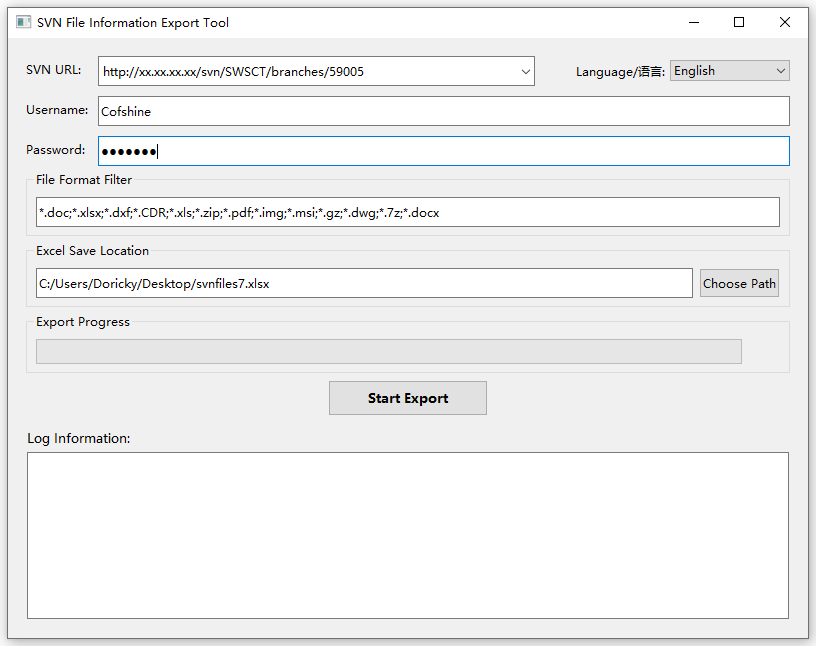 SVN File Information Export Tool
SVN URL: http://xx.xx.xx.xx/svn/SWSCT/branches/59005 Language/语言: English
Username: Cofshine
Password: ●●●●●●●
File Format Filter
*.doc;*.xlsx;*.dxf;*.CDR;*.xls;*.zip;*.pdf;*.img;*.msi;*.gz;*.dwg;*.7z;*.docx
Excel Save Location
C:/Users/Doricky/Desktop/svnfiles7.xlsx Choose Path
Export Progress
Start Export
Log Information: